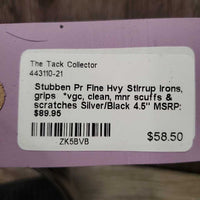 The Tack Collector
443110-21
Stubben Pr Fine Hvy Stirrup Irons,
grips *vgc, clean, mnr scuffs &
scratches Silver/Black 4.5" MSRP:
$89.95
ZK5BVB
$58.50